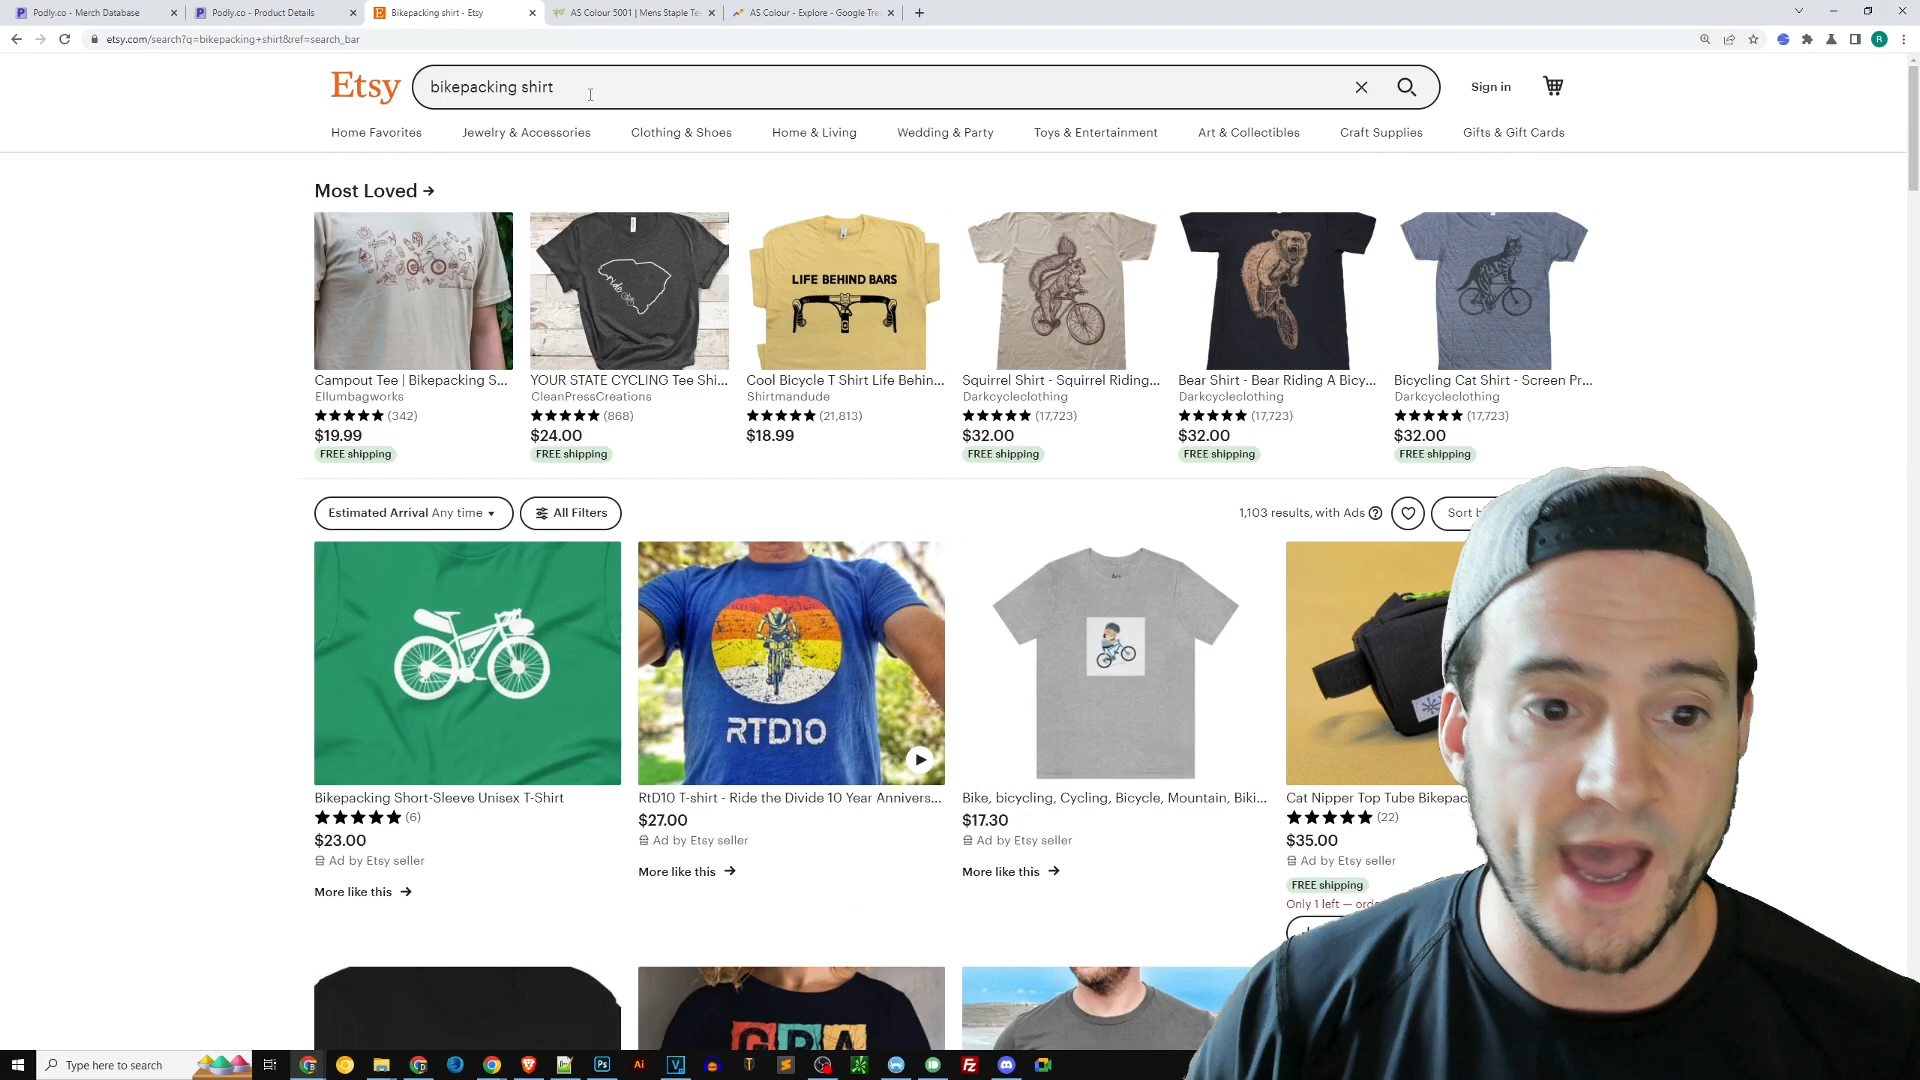 Podly.co - Merch Database
Podly.co - Product Details
Bikepacking shirt - Etsy
AS Colour 5001 | Mens Staple Te
AS Colour - Explore - Google Tre
etsy.com/search?q=bikepacking+shirt&ref=search_bar
Etsy
bikepacking shirt
Sign in
Home Favorites
Jewelry & Accessories
Clothing & Shoes
Home & Living
Wedding & Party
Toys & Entertainment
Art & Collectibles
Craft Supplies
Gifts & Gift Cards
Most Loved →
ride
LIFE BEHIND BARS
Campout Tee | Bikepacking S...
Ellumbagworks
(342)
$19.99
FREE shipping
YOUR STATE CYCLING Tee Shi...
CleanPressCreations
(868)
$24.00
FREE shipping
Cool Bicycle T Shirt Life Behin...
Shirtmandude
(21,813)
$18.99
Squirrel Shirt - Squirrel Riding...
Darkcycleclothing
(17,723)
$32.00
FREE shipping
Bear Shirt - Bear Riding A Bicy...
Darkcycleclothing
(17,723)
$32.00
FREE shipping
Bicycling Cat Shirt - Screen Pr...
Darkcycleclothing
(17,723)
$32.00
FREE shipping
Estimated Arrival Any time
All Filters
1,103 results, with Ads
Sort b
RTD10
Bikepacking Short-Sleeve Unisex T-Shirt
(6)
$23.00
Ad by Etsy seller
More like this →
RtD10 T-shirt - Ride the Divide 10 Year Annivers...
$27.00
Ad by Etsy seller
More like this →
Bike, bicycling, Cycling, Bicycle, Mountain, Biki...
$17.30
Ad by Etsy seller
More like this →
Cat Nipper Top Tube Bikepac
(22)
$35.00
Ad by Etsy seller
FREE shipping
Only 1 left — orde
GRA
Type here to search